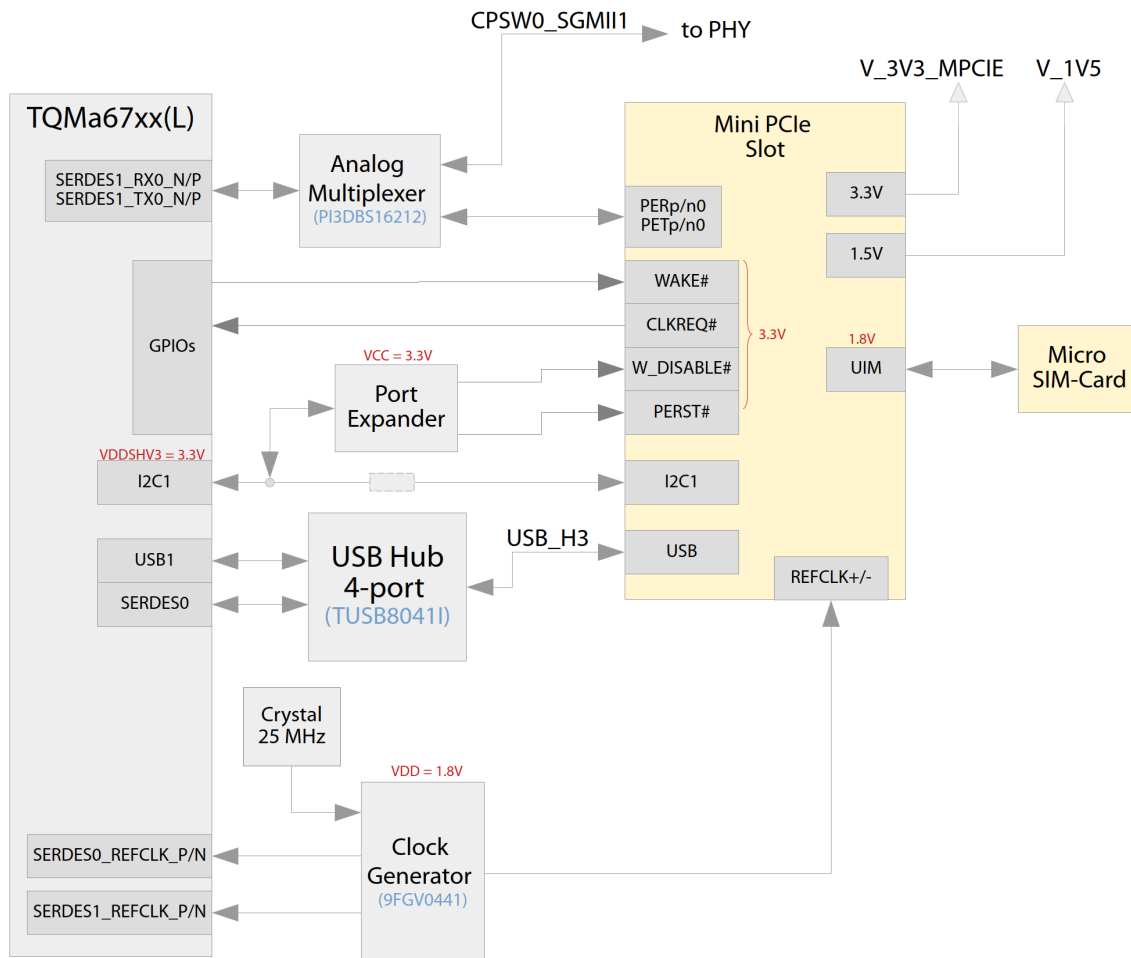 CPSW0_SGMII1
to PHY
V_3V3_MPCIE
V_1V5
TQMa67xx(L)
SERDES1_RX0_N/P
SERDES1_TX0_N/P
Analog
Multiplexer
(PI3DBS16212)
Mini PCIe
Slot
PERp/n0
PETp/n0
3.3V
1.5V
GPIOs
WAKE#
CLKREQ#
W_DISABLE#
PERST#
3.3V
1.8V
UIM
Micro
SIM-Card
VCC = 3.3V
Port
Expander
VDDSHV3 = 3.3V
I2C1
I2C1
USB1
SERDES0
USB Hub
4-port
(TUSB8041I)
USB_H3
USB
REFCLK+/-
Crystal
25 MHz
VDD = 1.8V
Clock
Generator
(9FGV0441)
SERDES0_REFCLK_P/N
SERDES1_REFCLK_P/N